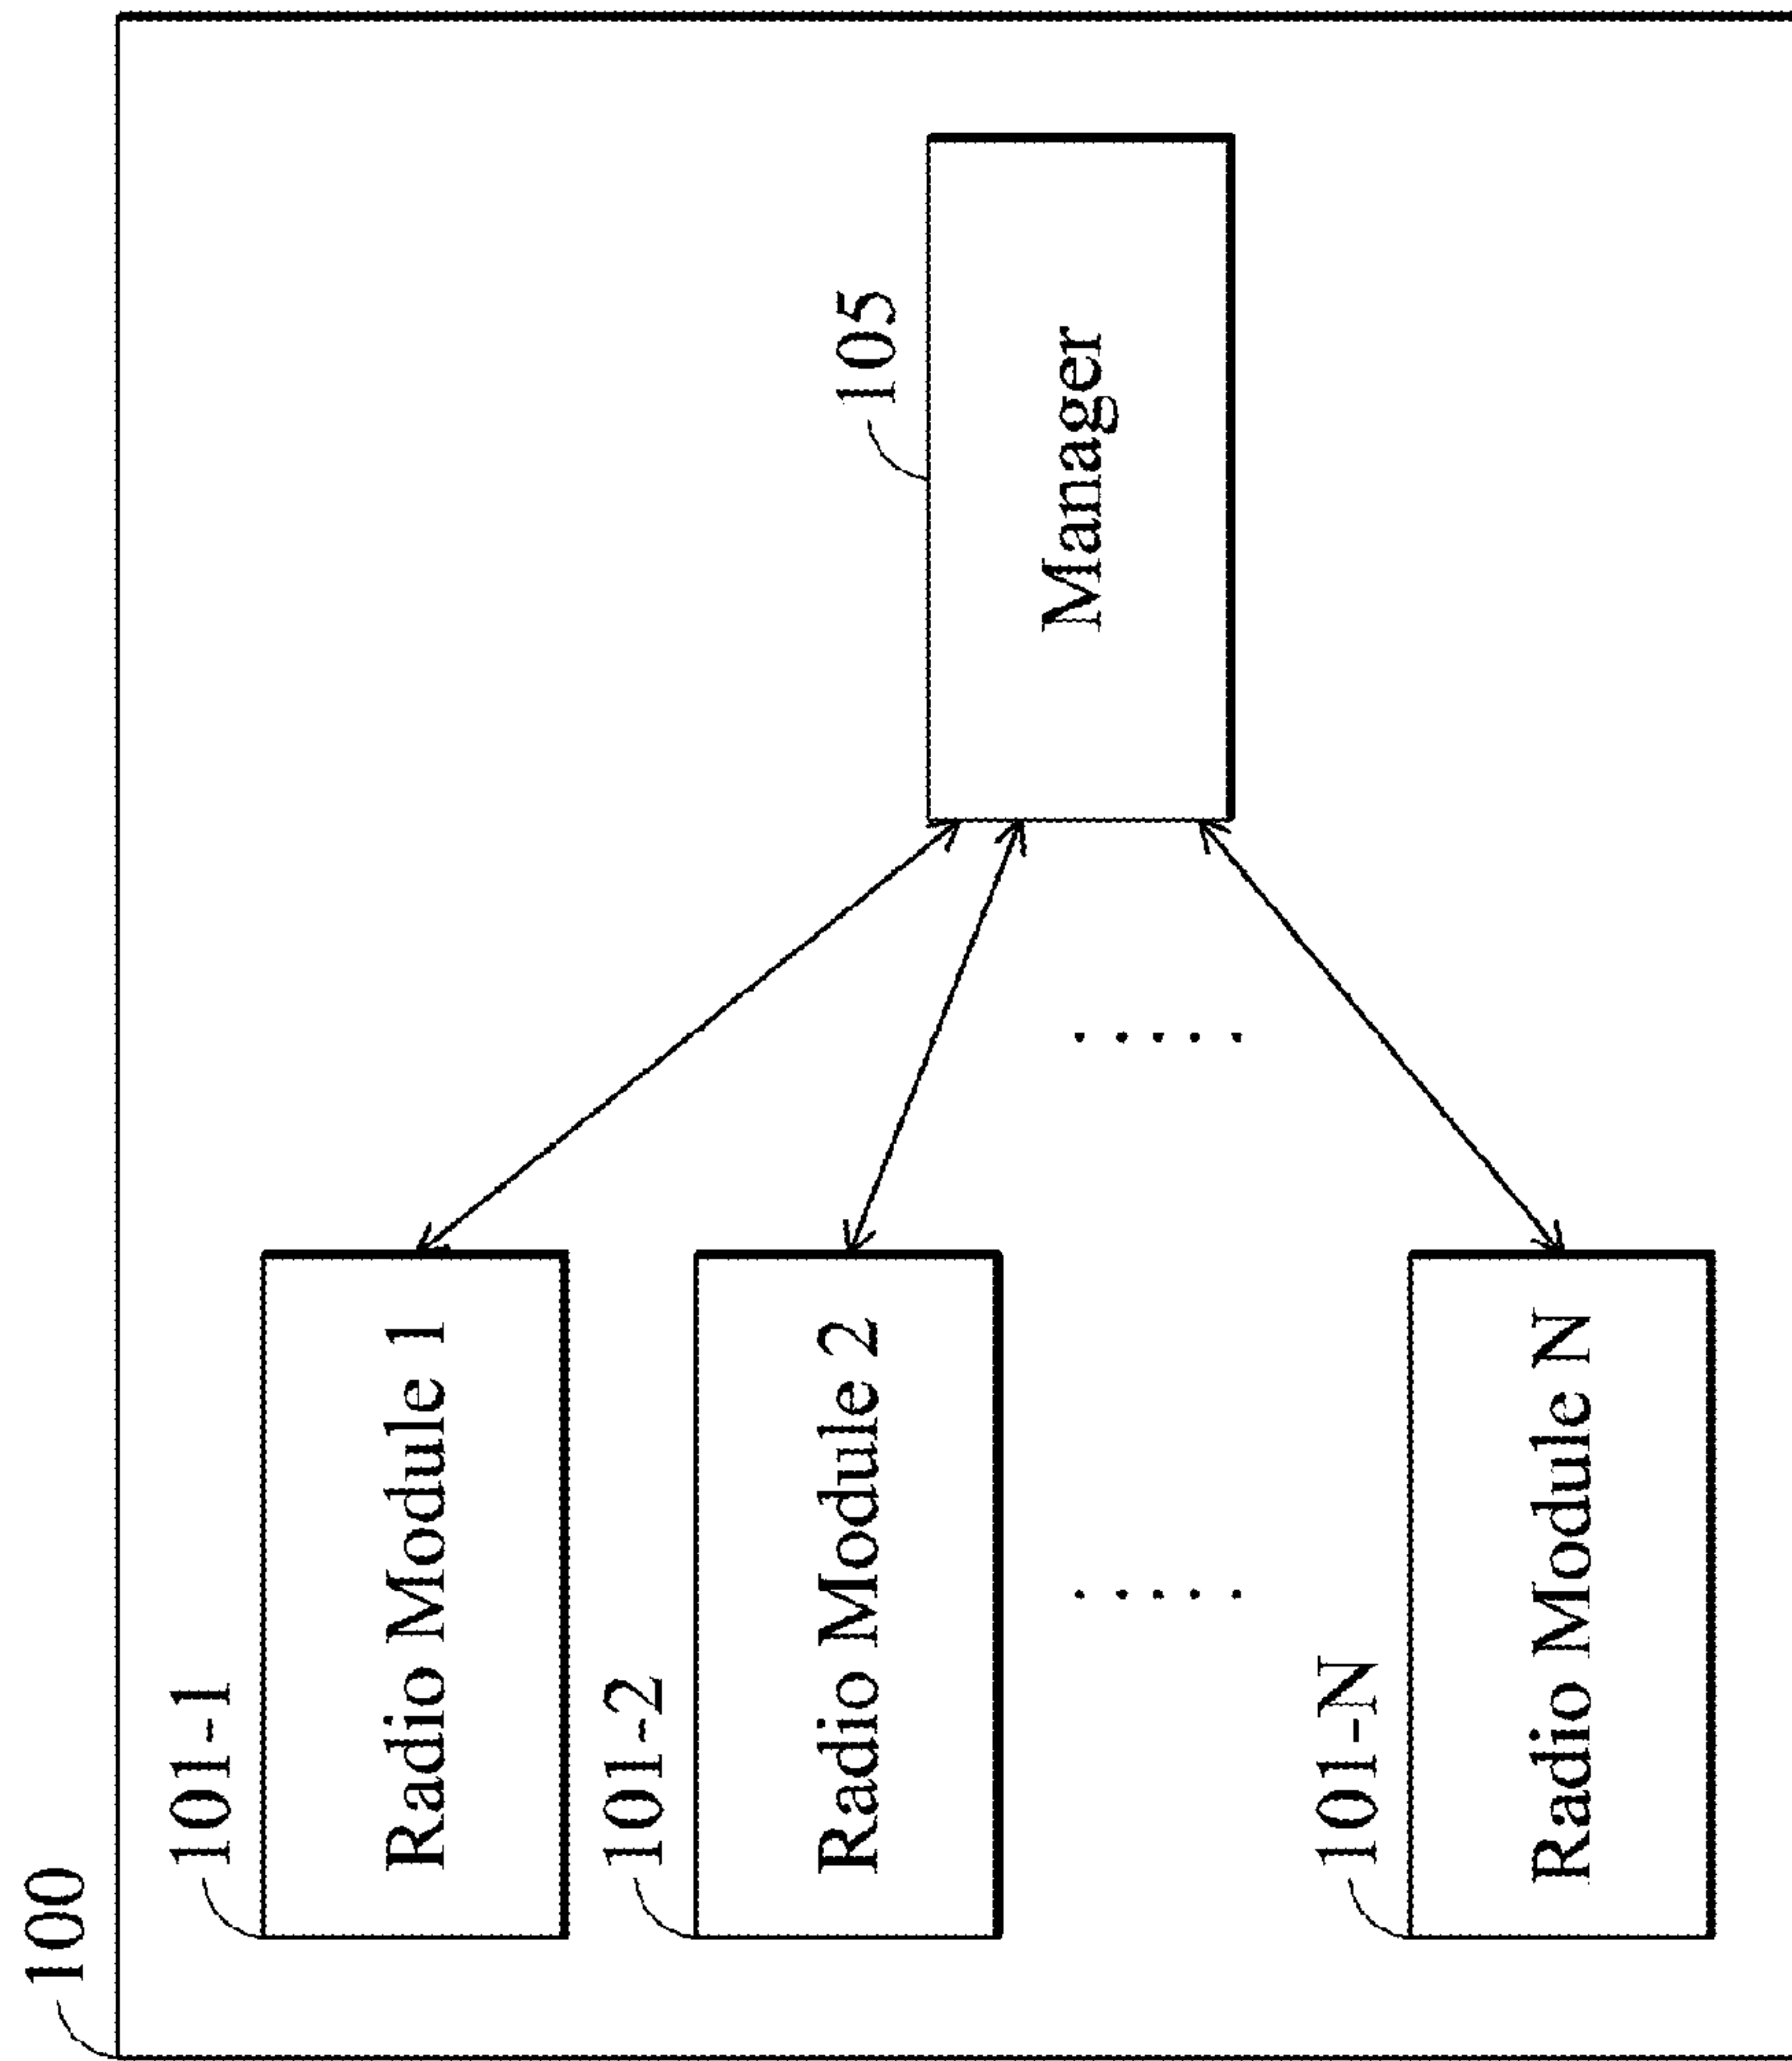 100
101-1
Radio Module 1
101-2
Radio Module 2
105
Manager
.....
.....
101-N
Radio Module N